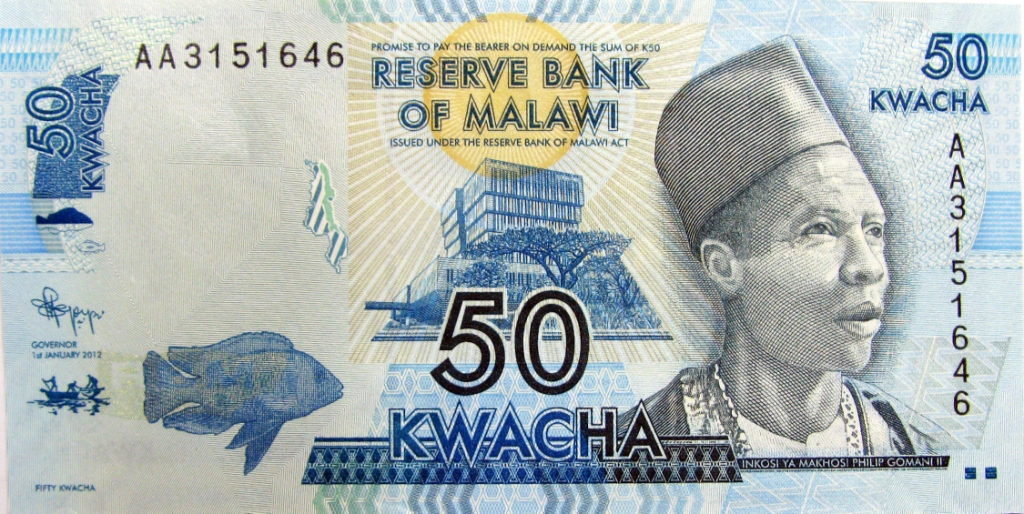 AA3151646
PROMISE TO PAY THE BEARER ON DEMAND THE SUM OF K50
RESERVE BANK
OF MALAWI
ISSUED UNDER THE RESERVE BANK OF MALAWI ACT
50
KWACHA
50
KWACHA
AA3151646
GOVERNOR
1st JANUARY 2012
50
KWACHA
INKOSI YA MAKHOSI PHILIP GOMANI II
FIFTY KWACHA